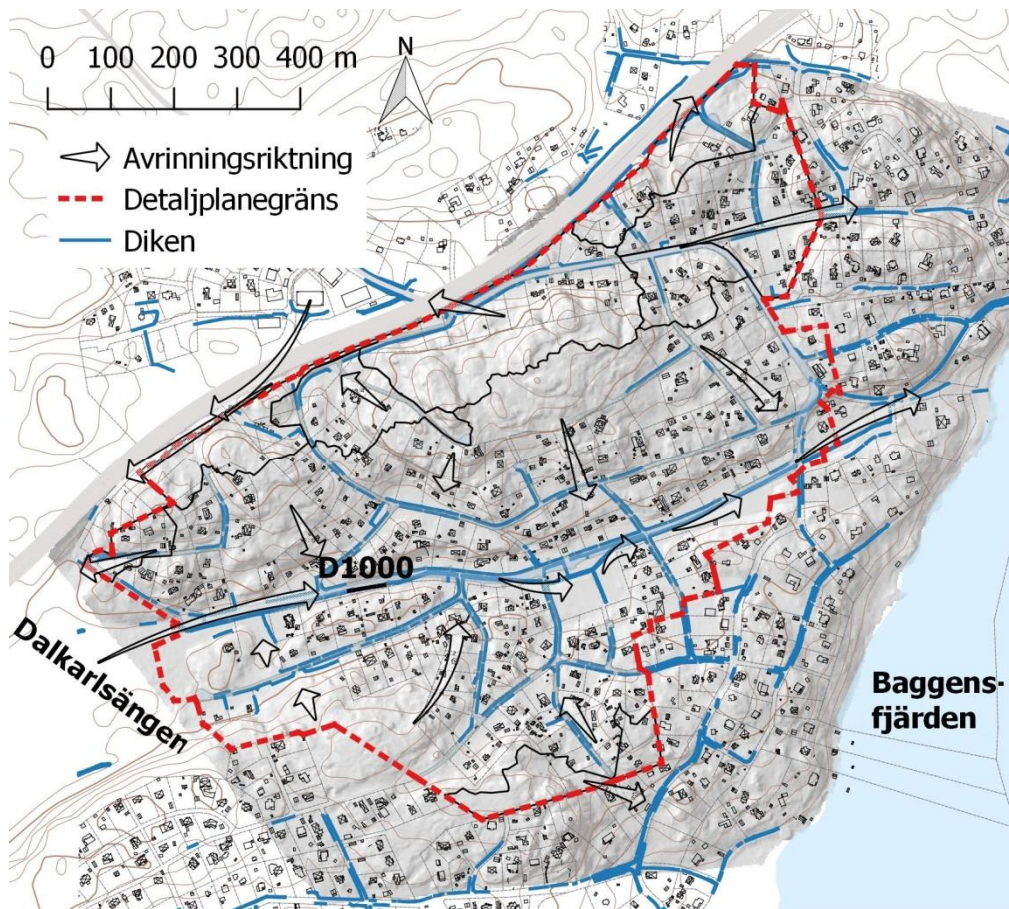 0 100 200 300 400 m
N
Avrinningsriktning
Detaljplanegräns
Diken
D1000
Dalkarlsängen
Baggens-
fjärden